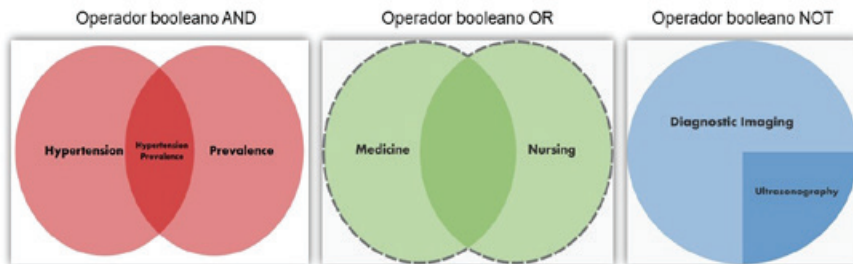 Operador booleano AND
Hypertension
Hypertension
Prevalence
Prevalence
Operador booleano OR
Medicine
Nursing
Operador booleano NOT
Diagnostic Imaging
Ultrasonography